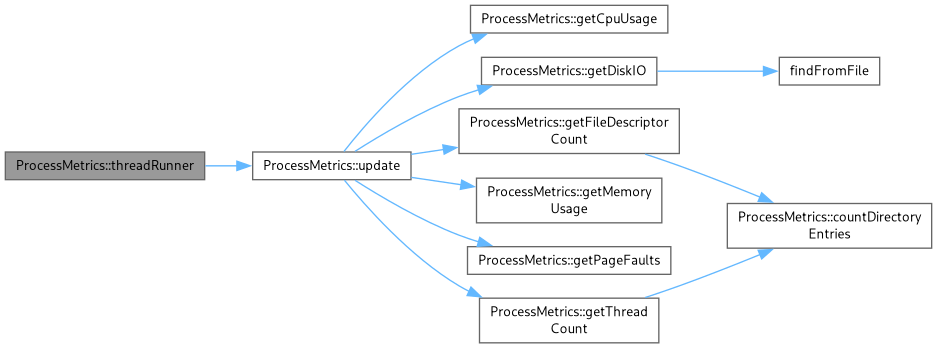 ProcessMetrics::threadRunner
ProcessMetrics::update
ProcessMetrics::getCpuUsage
ProcessMetrics::getDiskIO
findFromFile
ProcessMetrics::getFileDescriptor
Count
ProcessMetrics::getMemory
Usage
ProcessMetrics::countDirectory
Entries
ProcessMetrics::getPageFaults
ProcessMetrics::getThread
Count